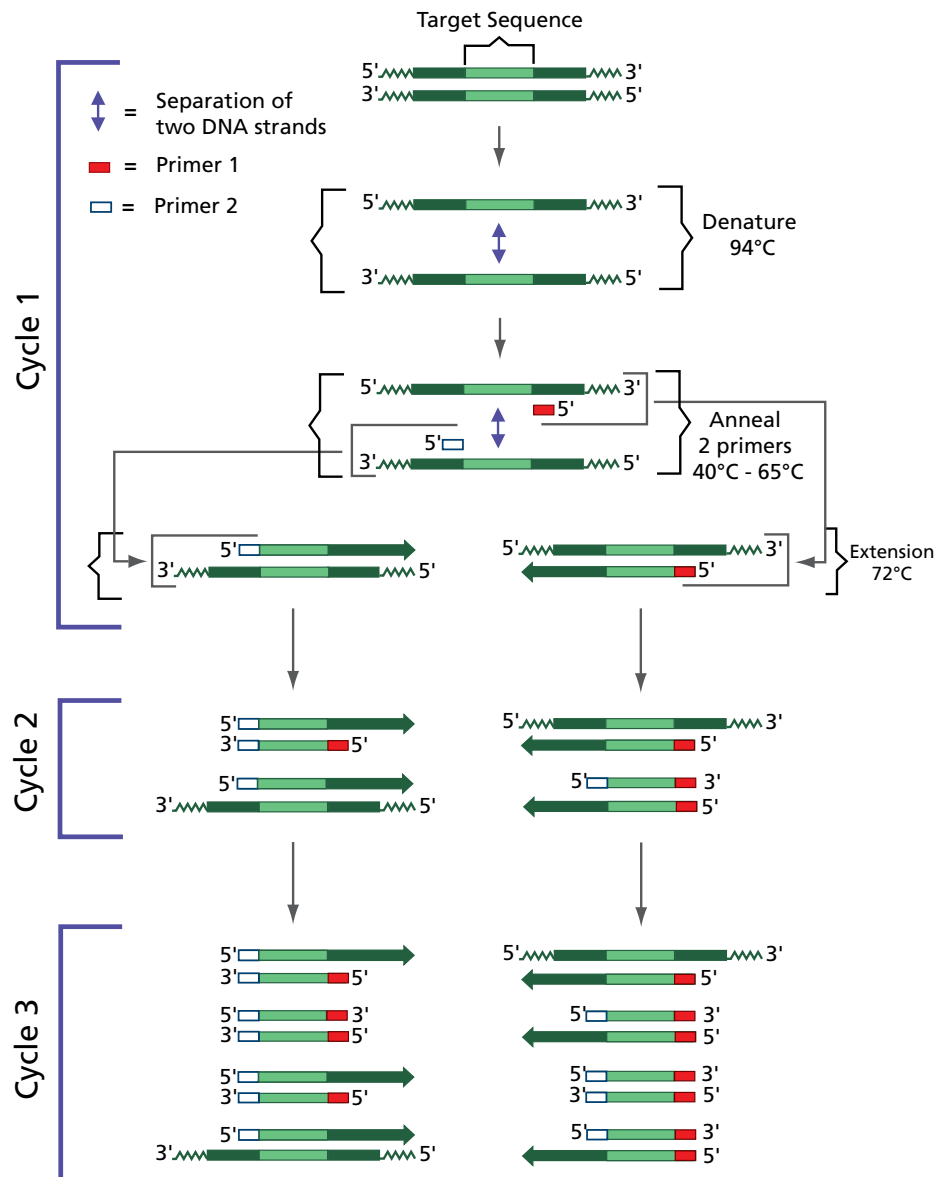 Target Sequence
5' 3'
3' 5'
= Separation of
two DNA strands
= Primer 1
= Primer 2
Cycle 1
5' 3'
Denature
94°C
3' 5'
5' 3'
5'
Anneal
2 primers
40°C - 65°C
5'
3' 5'
5'
3' 5'
5' 3'
5'
Extension
72°C
Cycle 2
5'
3' 5'
5'
3' 5'
5' 3'
5'
5' 3'
5'
Cycle 3
5'
3' 5'
5' 3'
3' 5'
5'
3' 5'
5'
3' 5'
5' 3'
5'
5' 3'
5'
5' 3'
3' 5'
5' 3'
5'